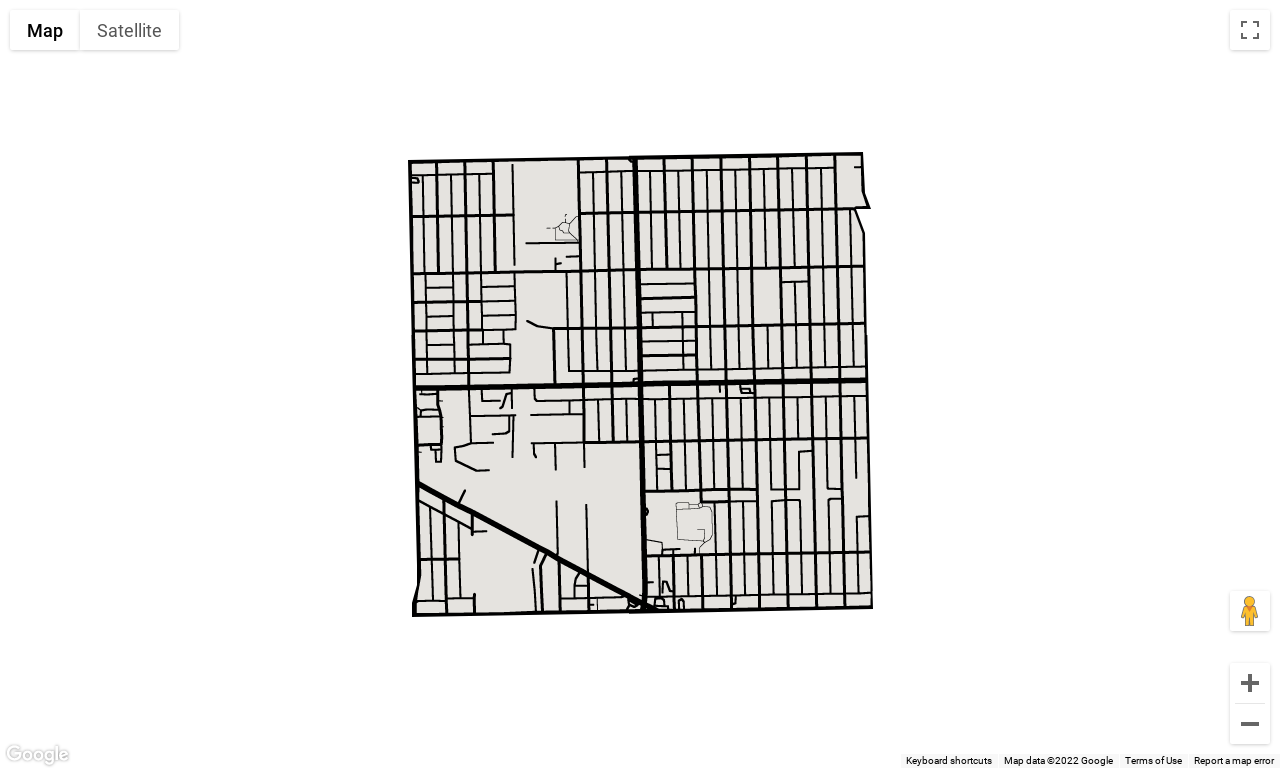 Map
Satellite
Google
Keyboard shortcuts
Map data ©2022 Google
Terms of Use
Report a map error